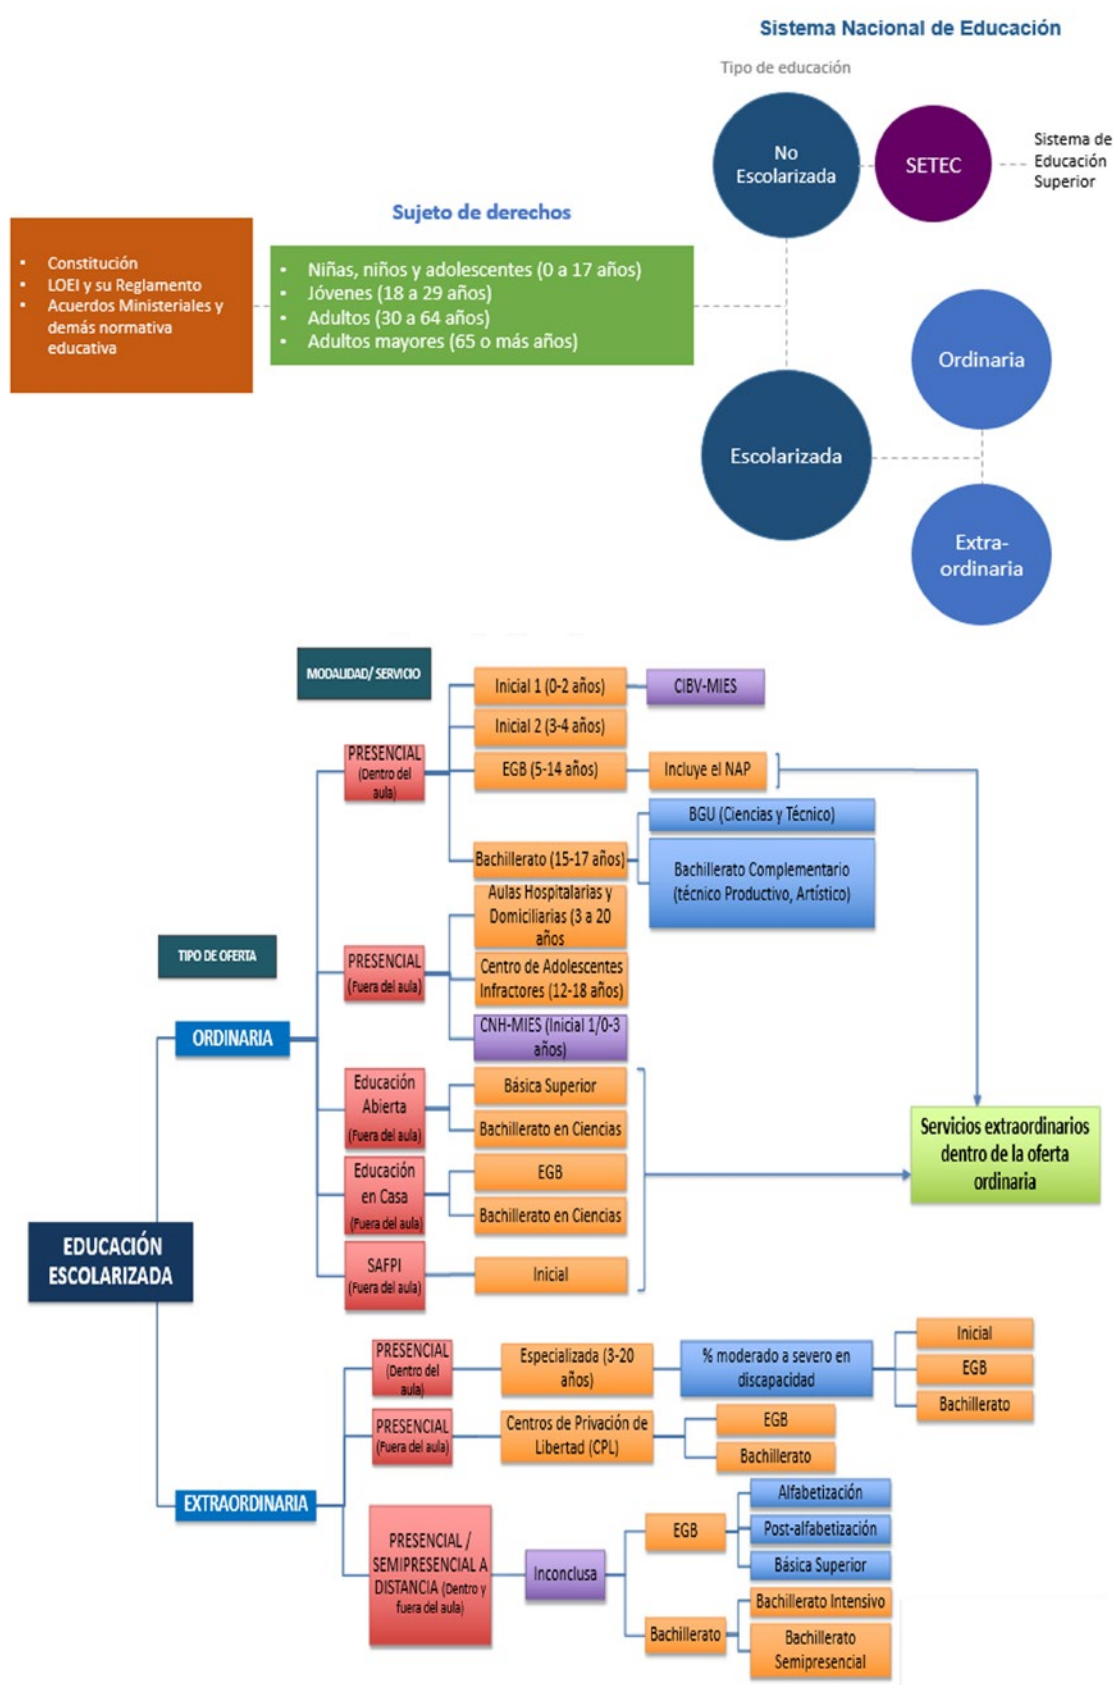 Sistema Nacional de Educación
Tipo de educación
No
Escolarizada
SETEC
Sistema de
Educación
Superior
Sujeto de derechos
• Constitución
• LOEI y su Reglamento
• Acuerdos Ministeriales y
demás normativa
educativa
• Niñas, niños y adolescentes (0 a 17 años)
• Jóvenes (18 a 29 años)
• Adultos (30 a 64 años)
• Adultos mayores (65 o más años)
Ordinaria
Escolarizada
Extra-
ordinaria
MODALIDAD/ SERVICIO
Inicial 1 (0-2 años)
CIBV-MIES
Inicial 2 (3-4 años)
PRESENCIAL
(Dentro del
aula)
EGB (5-14 años)
Incluye el NAP
BGU (Ciencias y Técnico)
Bachillerato (15-17 años)
Bachillerato Complementario
(técnico Productivo, Artístico)
Aulas Hospitalarias y
Domiciliarias (3 a 20
años
TIPO DE OFERTA
PRESENCIAL
(Fuera del aula)
Centro de Adolescentes
Infractores (12-18 años)
ORDINARIA
CNH-MIES (Inicial 1/0-3
años)
Educación
Abierta
(Fuera del aula)
Básica Superior
Bachillerato en Ciencias
Servicios extraordinarios
dentro de la oferta
ordinaria
Educación
en Casa
(Fuera del aula)
EGB
Bachillerato en Ciencias
EDUCACIÓN
ESCOLARIZADA
SAFPI
(Fuera del aula)
Inicial
PRESENCIAL
(Dentro del
aula)
Especializada (3-20
años)
% moderado a severo en
discapacidad
Inicial
EGB
Bachillerato
PRESENCIAL
(Fuera del aula)
Centros de Privación de
Libertad (CPL)
EGB
Bachillerato
EXTRAORDINARIA
PRESENCIAL /
SEMIPRESENCIAL A
DISTANCIA (Dentro y
fuera del aula)
Inconclusa
EGB
Alfabetización
Post-alfabetización
Básica Superior
Bachillerato
Bachillerato Intensivo
Bachillerato
Semipresencial